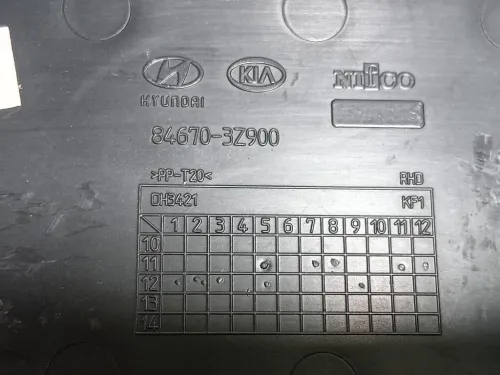 HYUNDAI KIA NIFCO
84670-3Z900
>PP-T20< RHD
DH3421 KP1
1 2 3 4 5 6 7 8 9 10 11 12
10
11
12
13
14